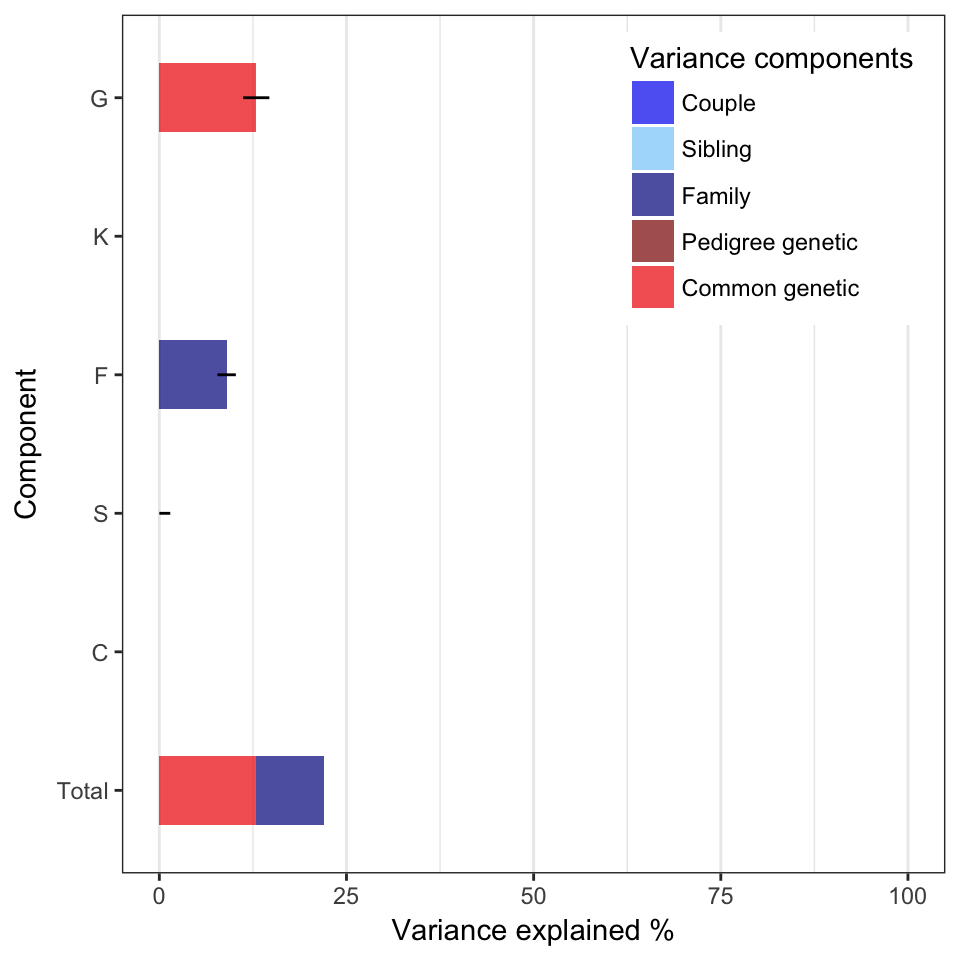 Variance components
Couple
Sibling
Family
Pedigree genetic
Common genetic
G
K
F
S
C
Total
Component
0 25 50 75 100
Variance explained %